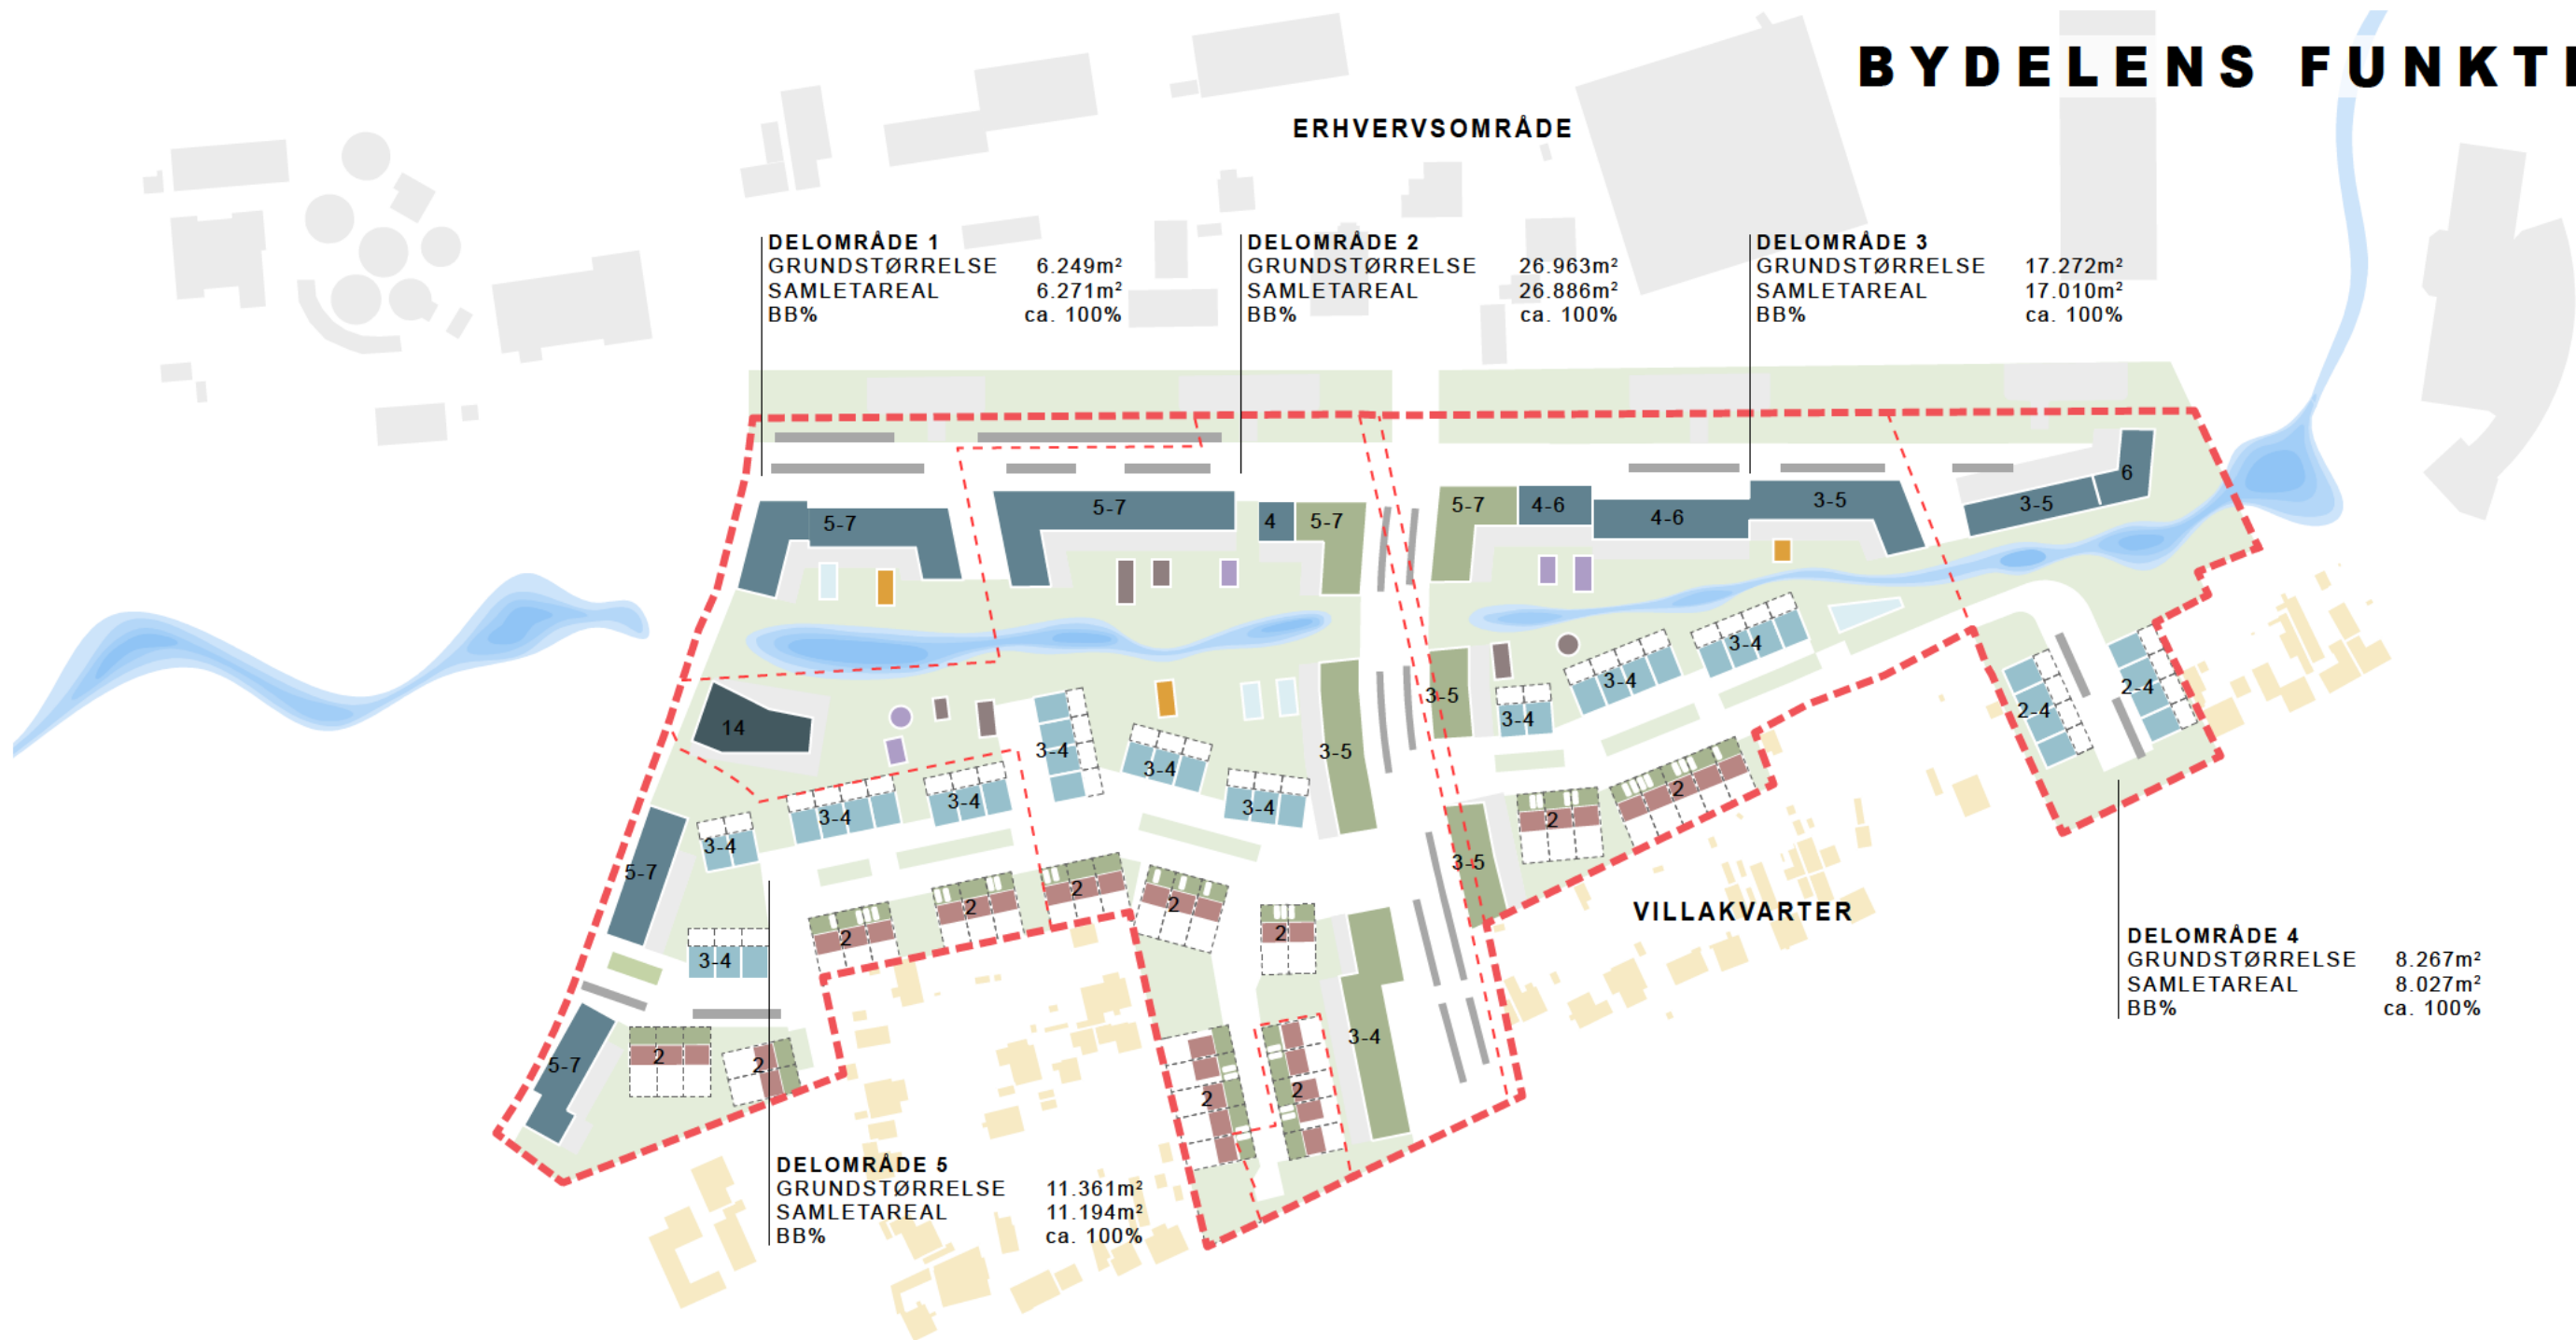 BYDELENS FUNKTI
ERHVERVSOMRÅDE
DELOMRÅDE 1
GRUNDSTØRRELSE 6.249m²
SAMLETAREAL 6.271m²
BB% ca. 100%
DELOMRÅDE 2
GRUNDSTØRRELSE 26.963m²
SAMLETAREAL 26.886m²
BB% ca. 100%
DELOMRÅDE 3
GRUNDSTØRRELSE 17.272m²
SAMLETAREAL 17.010m²
BB% ca. 100%
5-7
5-7
4
5-7
5-7
4-6
4-6
3-5
3-5
6
14
3-4
3-4
3-4
3-5
3-5
3-4
3-4
3-4
2-4
2-4
3-4
3-4
3-4
5-7
3-4
2
2
2
2
2
3-5
2
2
VILLAKVARTER
5-7
2
2
2
2
3-4
DELOMRÅDE 4
GRUNDSTØRRELSE 8.267m²
SAMLETAREAL 8.027m²
BB% ca. 100%
DELOMRÅDE 5
GRUNDSTØRRELSE 11.361m²
SAMLETAREAL 11.194m²
BB% ca. 100%